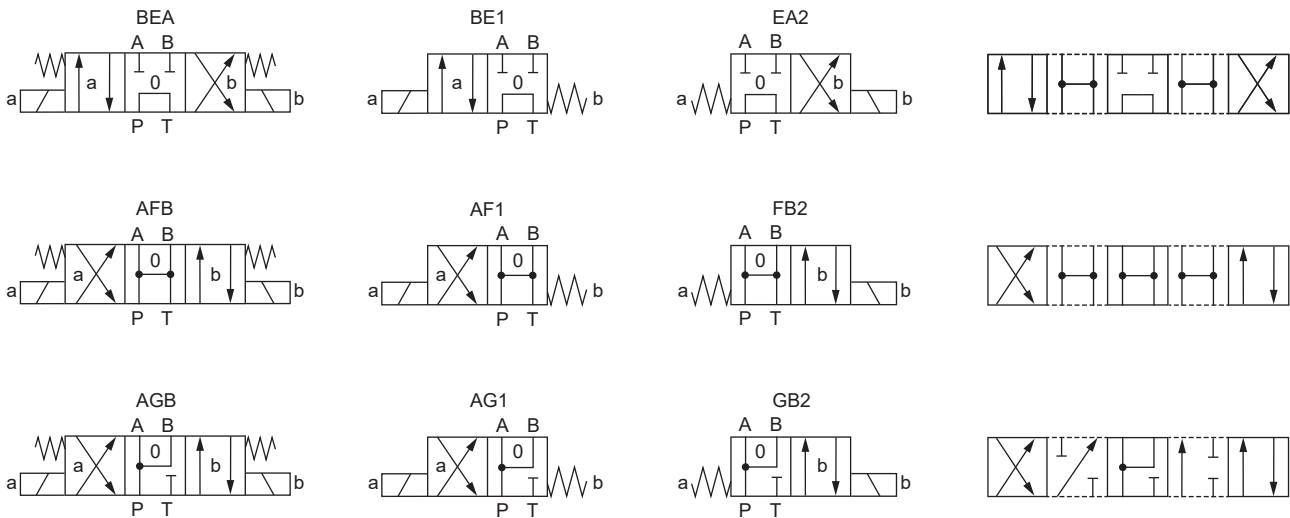 BEA BE1 EA2
A B A B A B
a a 0 b b a 0 b a 0 b b
P T P T P T
AFB AF1 FB2
A B A B A B
a a 0 b b a a 0 b a 0 b b
P T P T P T
AGB AG1 GB2
A B A B A B
a a 0 b b a a 0 b a 0 b b
P T P T P T